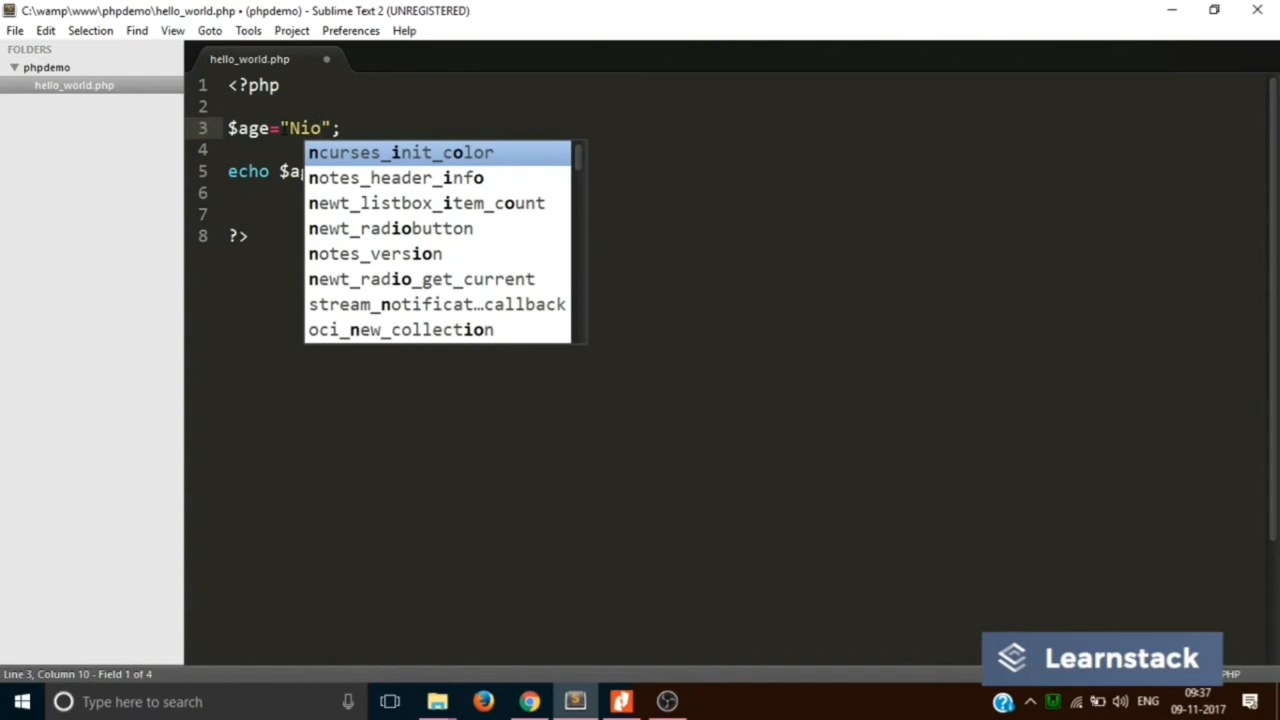 C:\wamp\www\phpdemo\hello_world.php • (phpdemo) - Sublime Text 2 (UNREGISTERED)
File Edit Selection Find View Goto Tools Project Preferences Help
FOLDERS
phpdemo
hello_world.php
hello_world.php
1 <?php
2
3 $age="Nio";
4
5 echo $ag
6
7
8 ?>
ncurses_init_color
notes_header_info
newt_listbox_item_count
newt_radiobutton
notes_version
newt_radio_get_current
stream_notificat…callback
oci_new_collection
Learnstack
Line 3, Column 10 - Field 1 of 4
PHP
Type here to search
ENG
09:37
09-11-2017